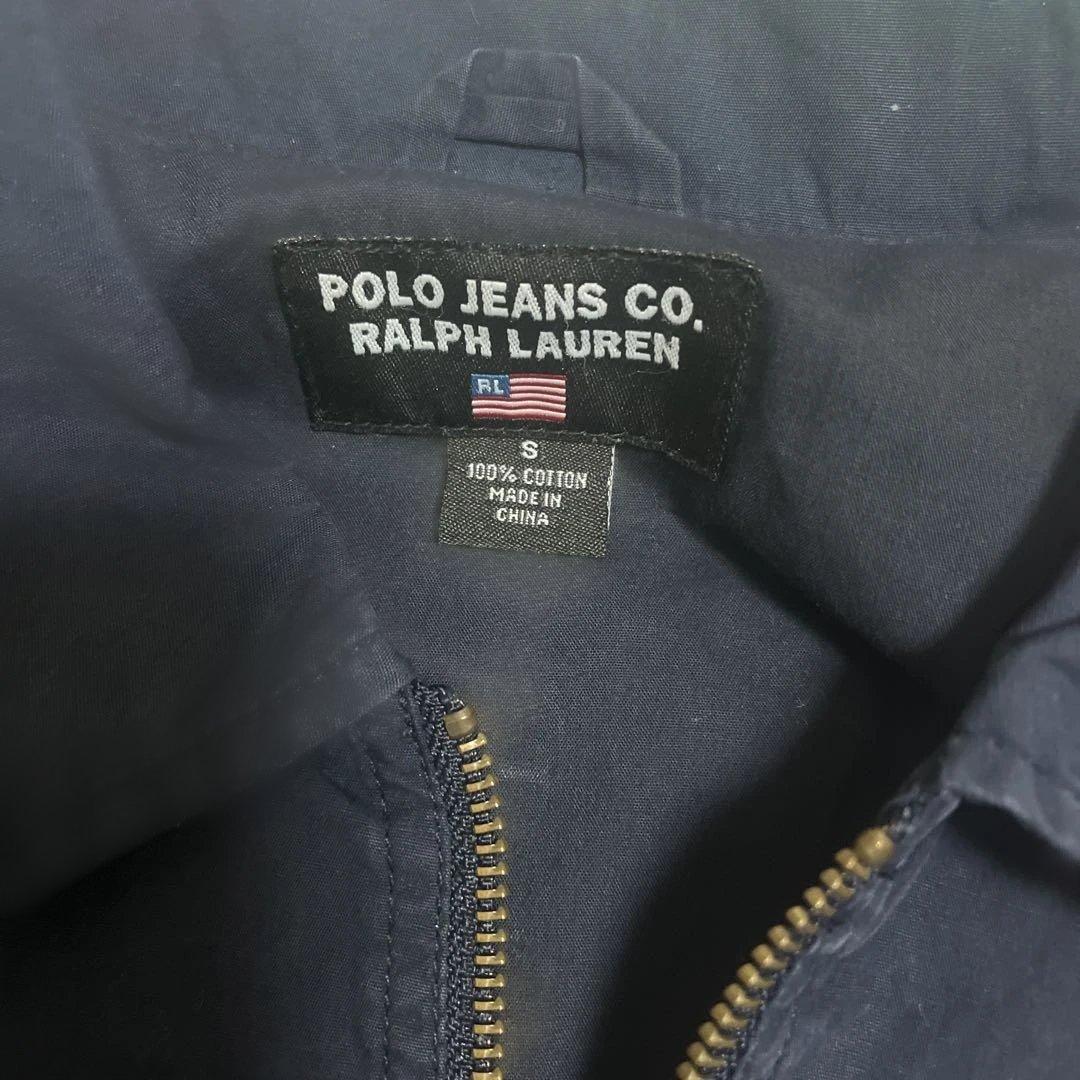 POLO JEANS CO.
RALPH LAUREN
RL
S
100% COTTON
MADE IN
CHINA